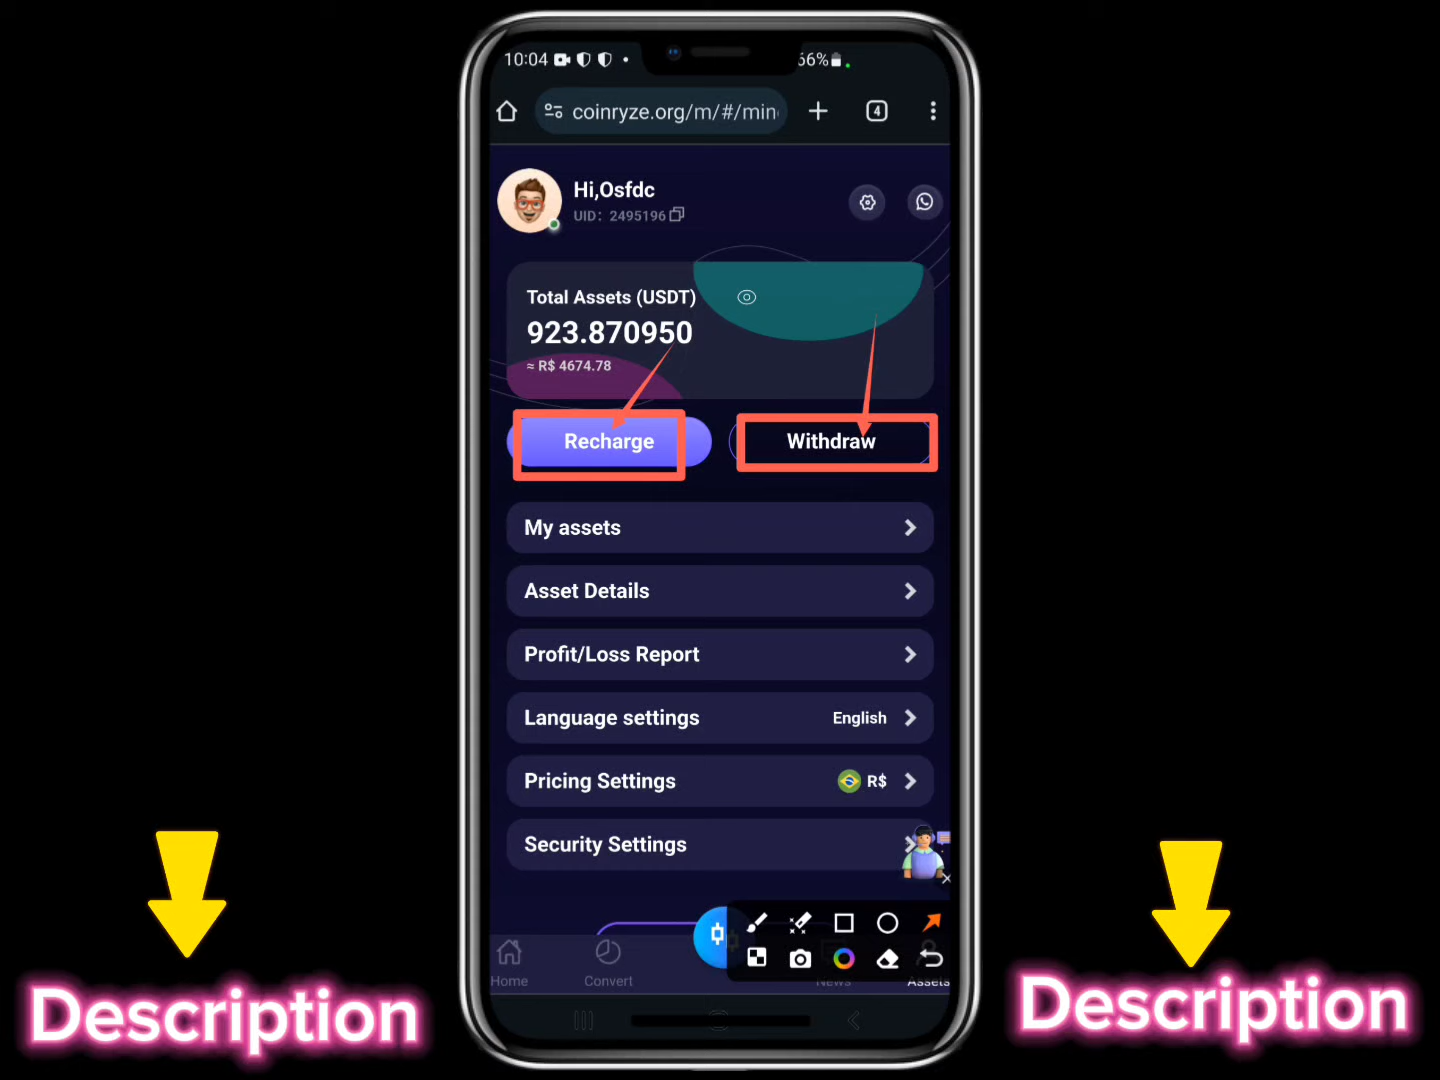 10:04
66%
coinryze.org/m/#/min
4
Hi,Osfdc
UID: 2495196
Total Assets (USDT)
923.870950
≈ R$ 4674.78
Recharge
Withdraw
My assets
Asset Details
Profit/Loss Report
Language settings
English
Pricing Settings
R$
Security Settings
Home
Convert
News
Assets
Description
Description